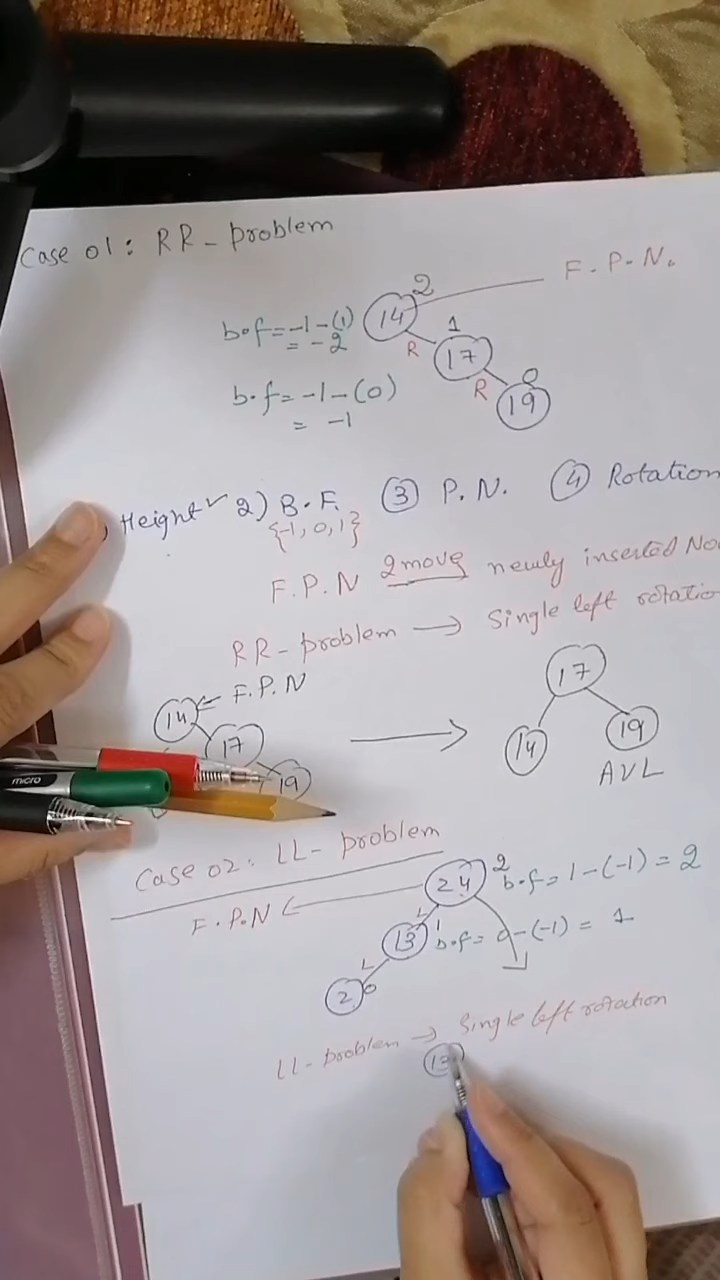 Case 01: RR-problem
F.P.N.
b.f = -1-(1)
= -2
14 2
R
17 1
R
19 0
b.f = -1-(0)
= -1
, Height 2) B.F. ③ P.N. ④ Rotation
{-1, 0, 1}
F.P.N 2move newly inserted No
RR-problem → Single left rotatio
14 ← F.P.N
17
19
→
17
14 19
AVL
micro
Case 02: LL-problem
24 2 b.f = 1-(-1) = 2
F.P.N
L
13 1 b.f = 0-(-1) = 1
L
2 0
LL-problem → Single left rotation